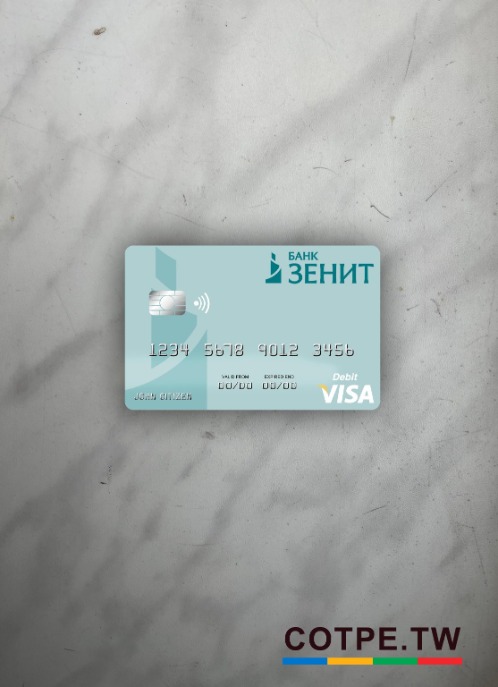 БАНК
ЗЕНИТ
1234 5678 9012 3456
VALID FROM
EXPIRES END
00/00 00/00
JOHN CITIZEN
Debit
VISA
COTPE.TW